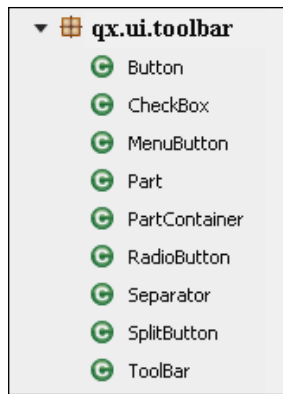 qx.ui.toolbar
Button
CheckBox
MenuButton
Part
PartContainer
RadioButton
Separator
SplitButton
ToolBar